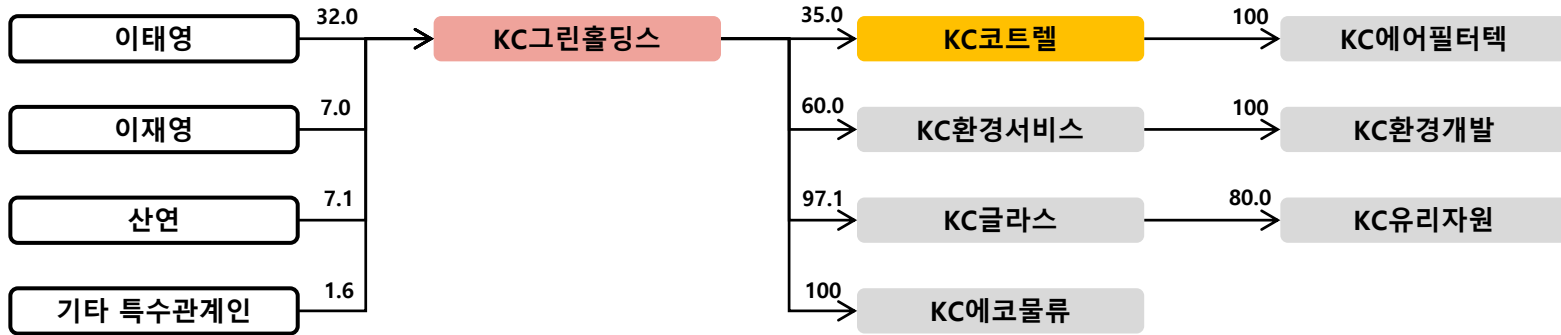 이태영
32.0
KC그린홀딩스
35.0
KC코트렐
100
KC에어필터텍
이재영
7.0
60.0
KC환경서비스
100
KC환경개발
산연
7.1
97.1
KC글라스
80.0
KC유리자원
기타 특수관계인
1.6
100
KC에코물류